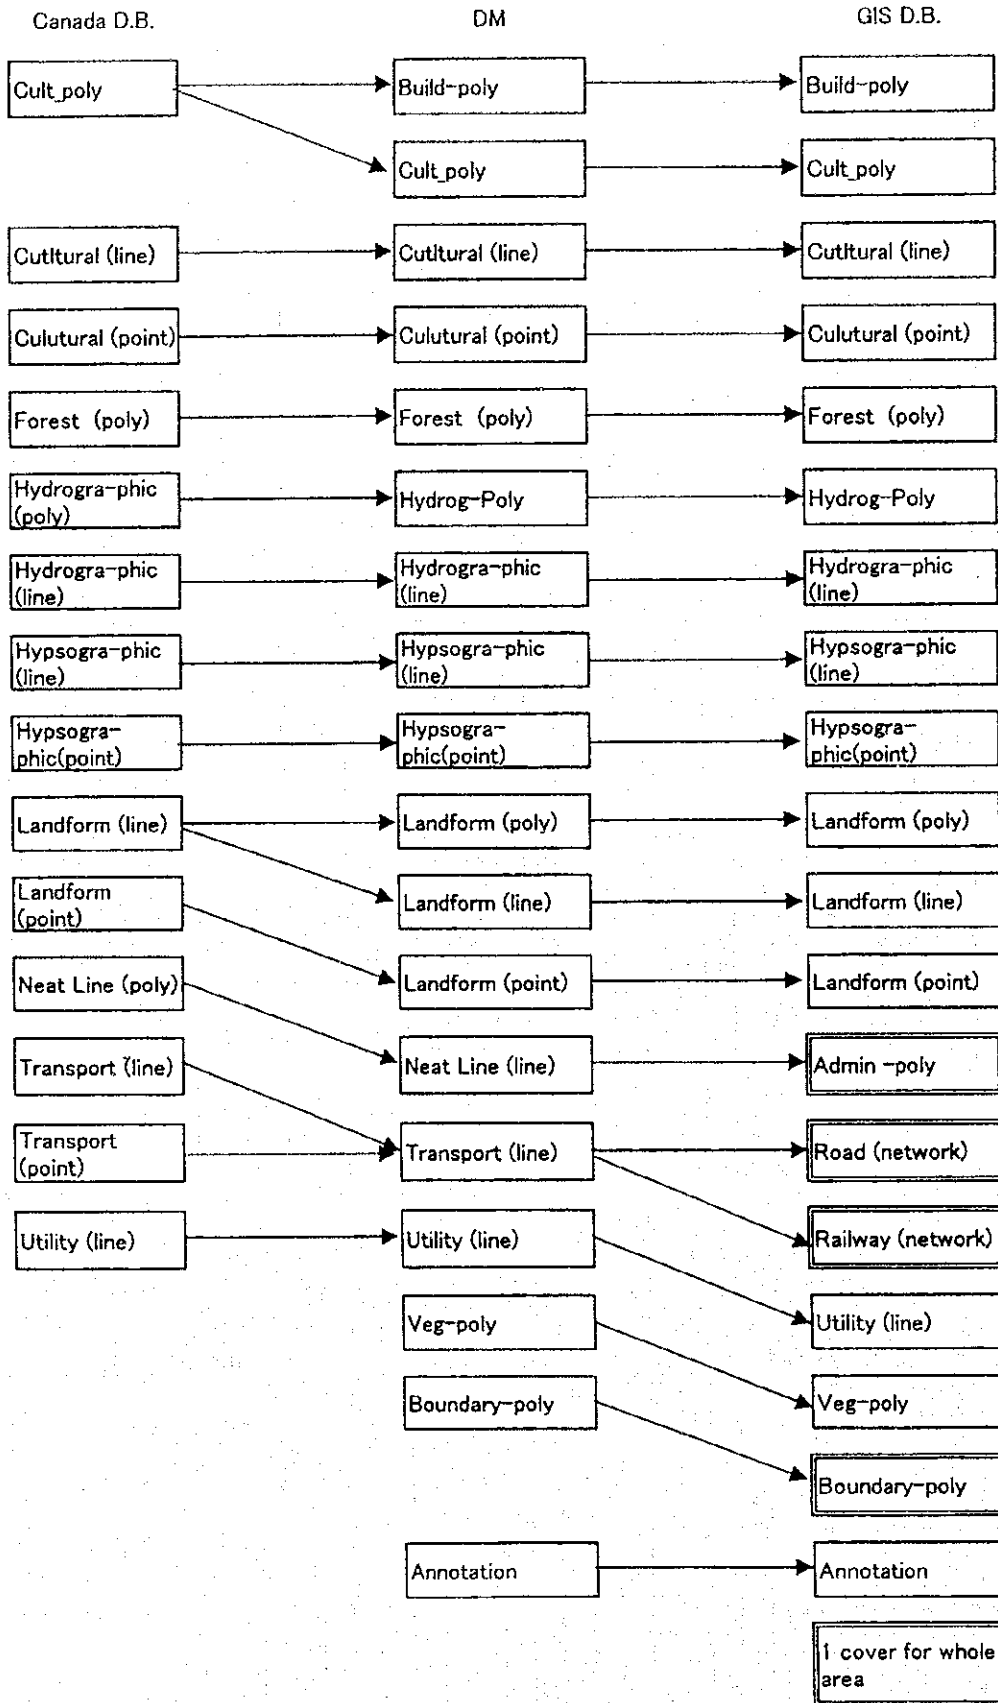 Canada D.B.
DM
GIS D.B.
Cult_poly
Build-poly
Build-poly
Cult_poly
Cult_poly
Cutltural (line)
Cutltural (line)
Cutltural (line)
Culutural (point)
Culutural (point)
Culutural (point)
Forest (poly)
Forest (poly)
Forest (poly)
Hydrogra-phic
(poly)
Hydrog-Poly
Hydrog-Poly
Hydrogra-phic
(line)
Hydrogra-phic
(line)
Hydrogra-phic
(line)
Hypsogra-phic
(line)
Hypsogra-phic
(line)
Hypsogra-phic
(line)
Hypsogra-
phic(point)
Hypsogra-
phic(point)
Hypsogra-
phic(point)
Landform (line)
Landform (poly)
Landform (poly)
Landform
(point)
Landform (line)
Landform (line)
Neat Line (poly)
Landform (point)
Landform (point)
Transport (line)
Neat Line (line)
Admin -poly
Transport
(point)
Transport (line)
Road (network)
Utility (line)
Utility (line)
Railway (network)
Veg-poly
Utility (line)
Boundary-poly
Veg-poly
Boundary-poly
Annotation
Annotation
1 cover for whole
area